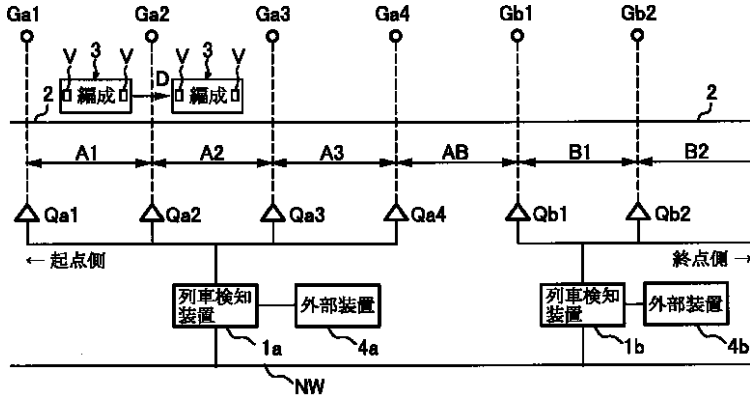 Ga1 Ga2 Ga3 Ga4 Gb1 Gb2
V 3 V V 3 V
2 編成 D 編成 2
A1 A2 A3 AB B1 B2
Qa1 Qa2 Qa3 Qa4 Qb1 Qb2
← 起点側 終点側 →
列車検知 外部装置 列車検知 外部装置
装置 装置
1a 4a 1b 4b
NW